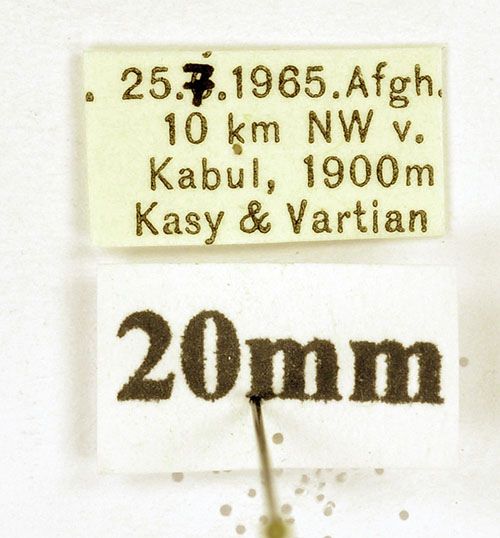 . 25.7.1965.Afgh.
10 km NW v.
Kabul, 1900m
Kasy & Vartian
20mm